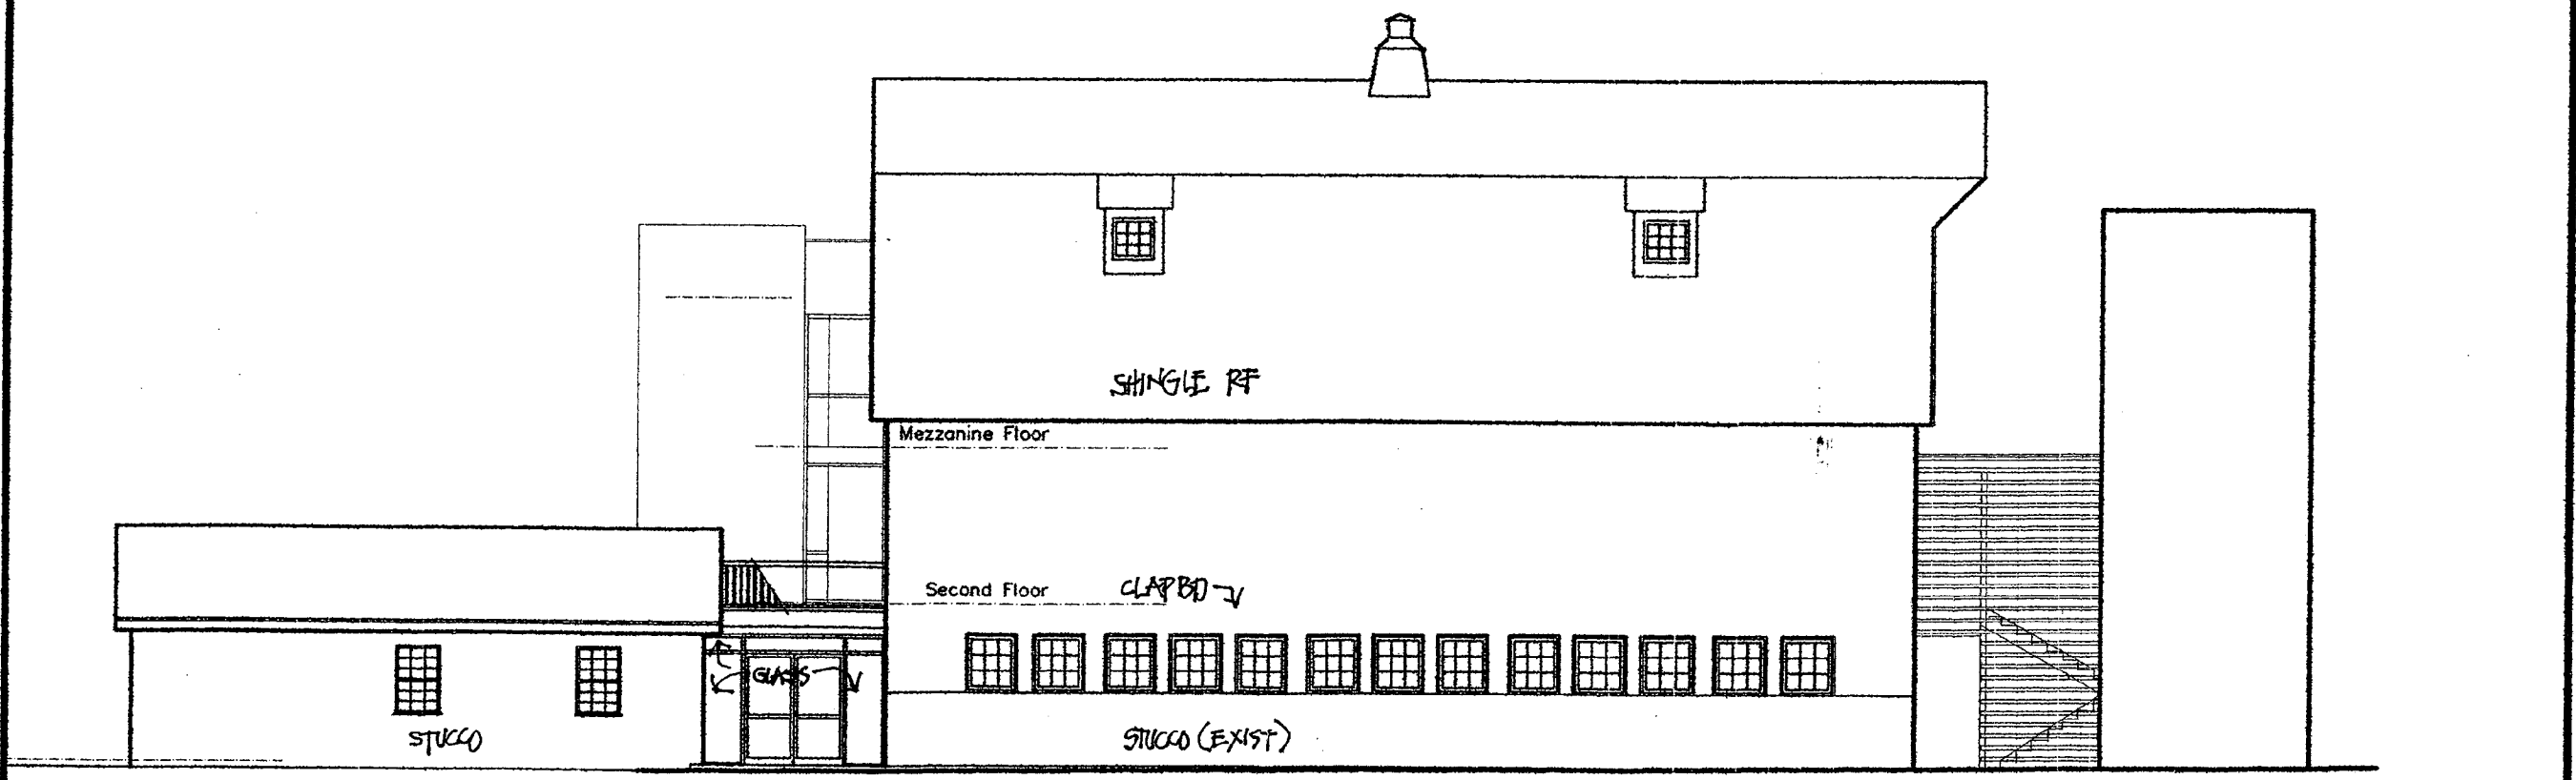 SHINGLE RF
Mezzanine Floor
Second Floor
CLAPBD
GLASS
STUCCO
STUCCO (EXIST)